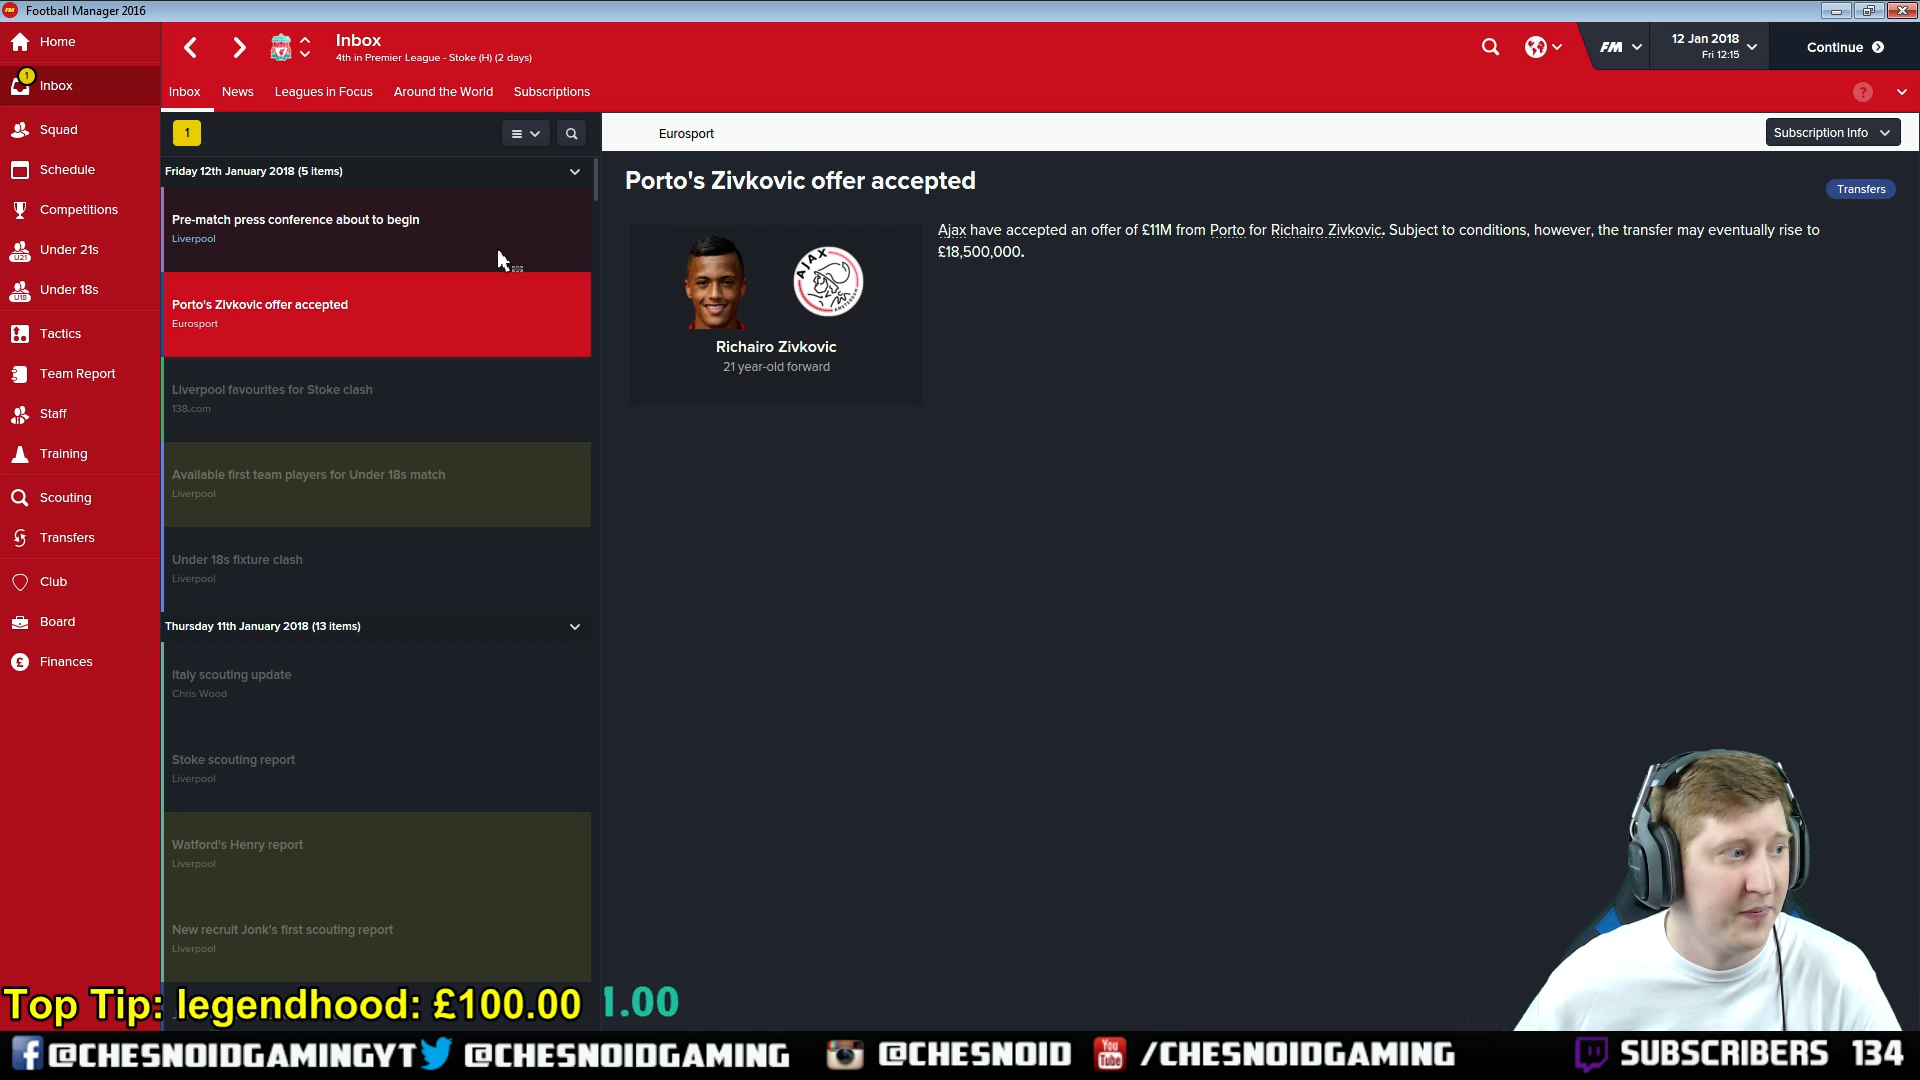 Football Manager 2016
Home
1
Inbox
Squad
Schedule
Competitions
U21
Under 21s
U18
Under 18s
Tactics
Team Report
Staff
Training
Scouting
Transfers
Club
Board
£
Finances
Inbox
4th in Premier League - Stoke (H) (2 days)
FM
12 Jan 2018
Fri 12:15
Continue
Inbox
News
Leagues in Focus
Around the World
Subscriptions
?
1
Friday 12th January 2018 (5 items)
Pre-match press conference about to begin
Liverpool
Porto's Zivkovic offer accepted
Eurosport
Liverpool favourites for Stoke clash
138.com
Available first team players for Under 18s match
Liverpool
Under 18s fixture clash
Liverpool
Thursday 11th January 2018 (13 items)
Italy scouting update
Chris Wood
Stoke scouting report
Liverpool
Watford's Henry report
Liverpool
New recruit Jonk's first scouting report
Liverpool
Eurosport
Subscription Info
Porto's Zivkovic offer accepted
Transfers
AJAX
Richairo Zivkovic
21 year-old forward
Ajax have accepted an offer of £11M from Porto for Richairo Zivkovic. Subject to conditions, however, the transfer may eventually rise to
£18,500,000.
Top Tip: legendhood: £100.00 1.00
@CHESNOIDGAMINGYT @CHESNOIDGAMING @CHESNOID You Tube /CHESNOIDGAMING SUBSCRIBERS 134